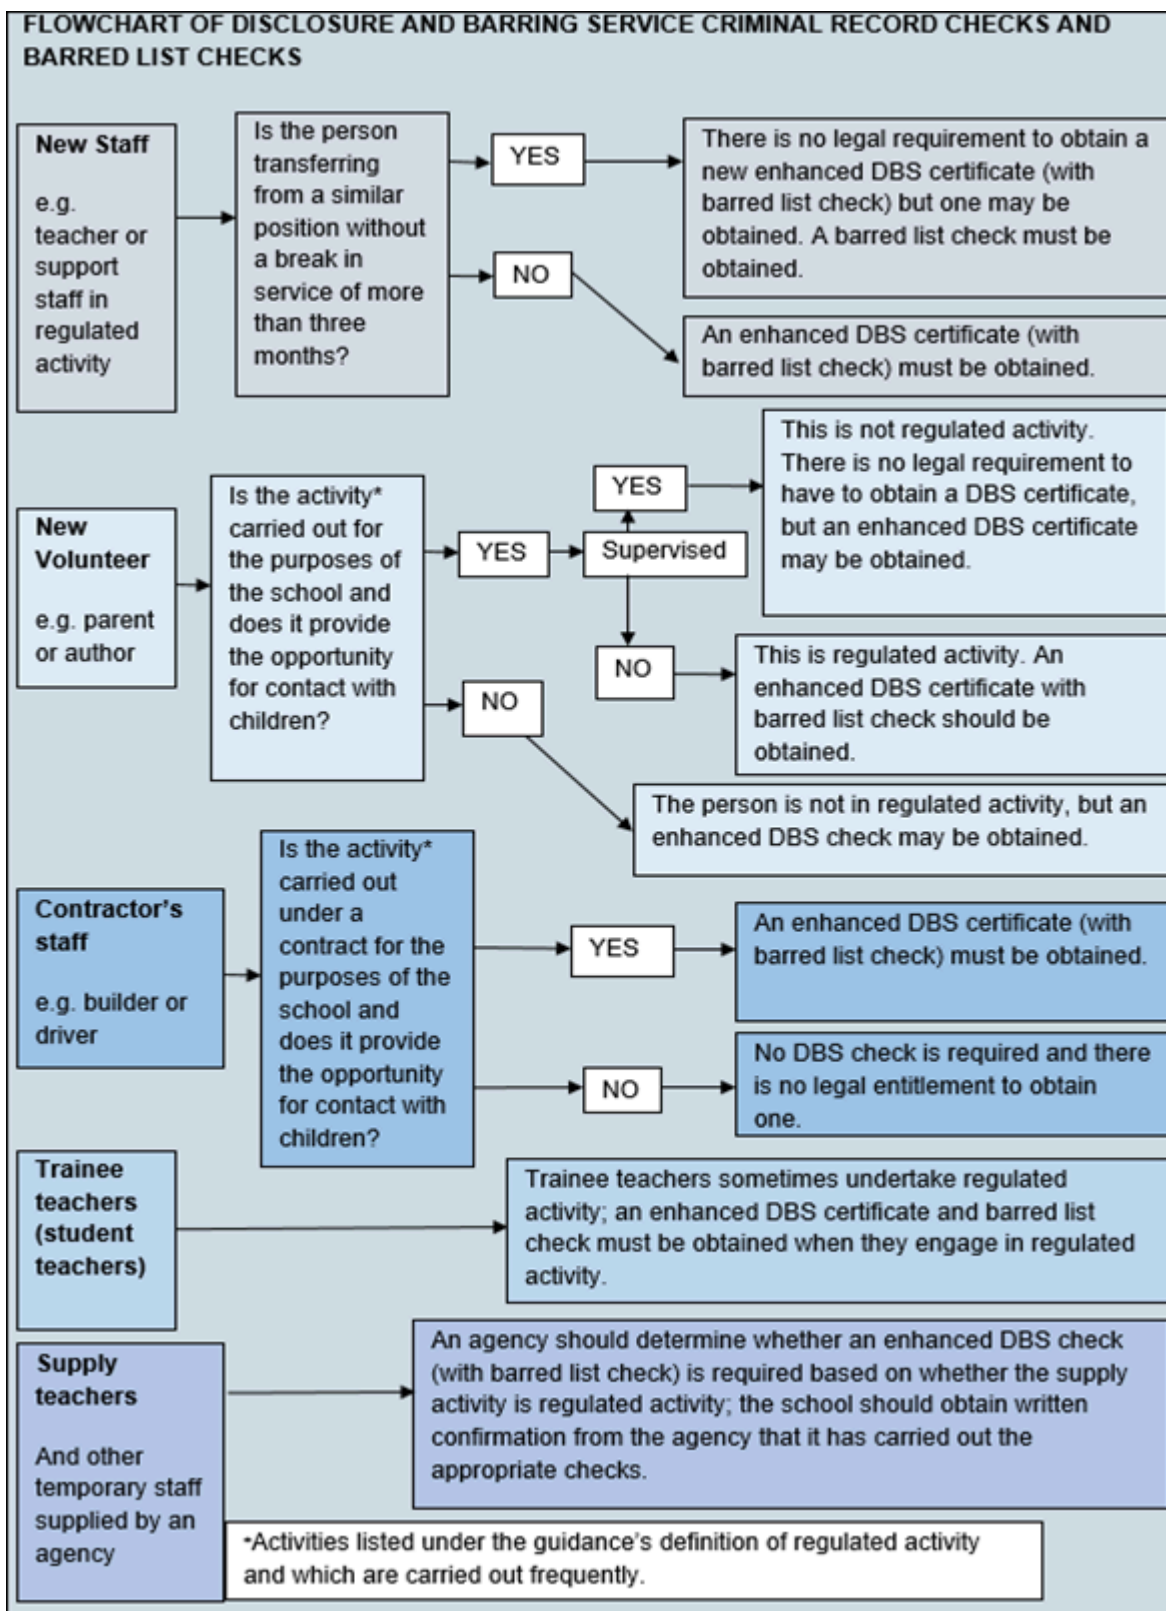 FLOWCHART OF DISCLOSURE AND BARRING SERVICE CRIMINAL RECORD CHECKS AND
BARRED LIST CHECKS
New Staff
e.g.
teacher or
support
staff in
regulated
activity
Is the person
transferring
from a similar
position without
a break in
service of more
than three
months?
YES
There is no legal requirement to obtain a
new enhanced DBS certificate (with
barred list check) but one may be
obtained. A barred list check must be
obtained.
NO
An enhanced DBS certificate (with
barred list check) must be obtained.
New
Volunteer
e.g. parent
or author
Is the activity*
carried out for
the purposes of
the school and
does it provide
the opportunity
for contact with
children?
YES
Supervised
YES
This is not regulated activity.
There is no legal requirement to
have to obtain a DBS certificate,
but an enhanced DBS certificate
may be obtained.
NO
This is regulated activity. An
enhanced DBS certificate with
barred list check should be
obtained.
NO
The person is not in regulated activity, but an
enhanced DBS check may be obtained.
Contractor's
staff
e.g. builder or
driver
Is the activity*
carried out
under a
contract for the
purposes of the
school and
does it provide
the opportunity
for contact with
children?
YES
An enhanced DBS certificate (with
barred list check) must be obtained.
NO
No DBS check is required and there
is no legal entitlement to obtain
one.
Trainee
teachers
(student
teachers)
Trainee teachers sometimes undertake regulated
activity; an enhanced DBS certificate and barred list
check must be obtained when they engage in regulated
activity.
Supply
teachers
And other
temporary staff
supplied by an
agency
An agency should determine whether an enhanced DBS check
(with barred list check) is required based on whether the supply
activity is regulated activity; the school should obtain written
confirmation from the agency that it has carried out the
appropriate checks.
*Activities listed under the guidance's definition of regulated activity
and which are carried out frequently.